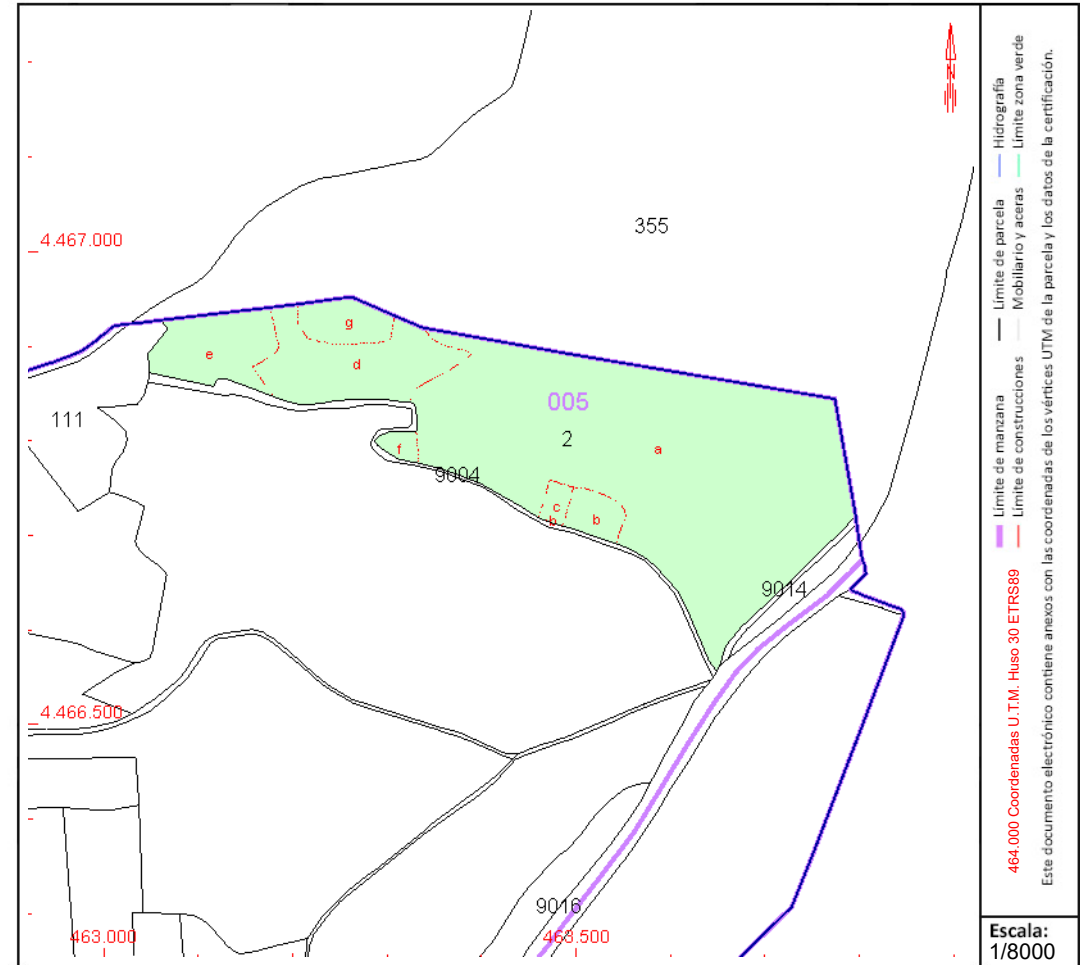 355
4.467.000
g
e
d
005
111
2
a
f
9004
c
b
b
9014
4.466.500
9016
463.000
463.500
N
Hidrografía
Límite zona verde
Límite de parcela
Mobiliario y aceras
Límite de manzana
Límite de construcciones
464.000 Coordenadas U.T.M. Huso 30 ETRS89
Este documento electrónico contiene anexos con las coordenadas de los vértices UTM de la parcela y los datos de la certificación.
Escala:
1/8000